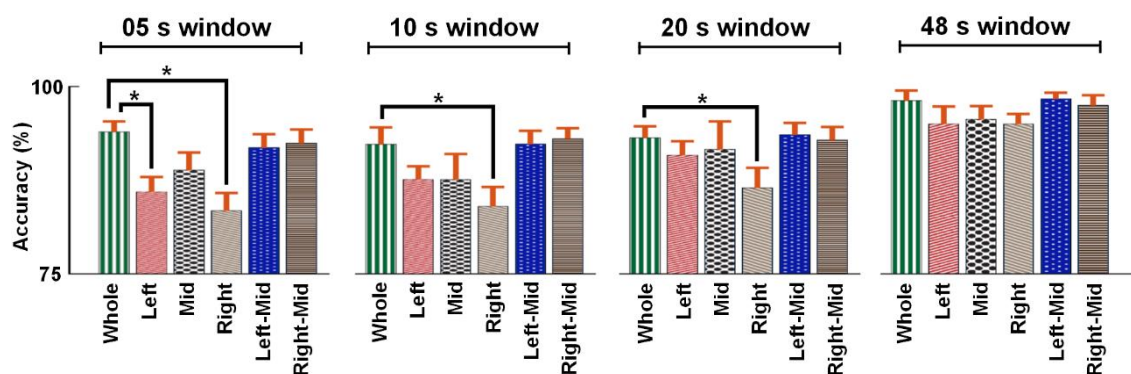 05 s window
10 s window
20 s window
48 s window
*
*
*
*
100
75
Accuracy (%)
Whole
Left
Mid
Right
Left-Mid
Right-Mid
Whole
Left
Mid
Right
Left-Mid
Right-Mid
Whole
Left
Mid
Right
Left-Mid
Right-Mid
Whole
Left
Mid
Right
Left-Mid
Right-Mid